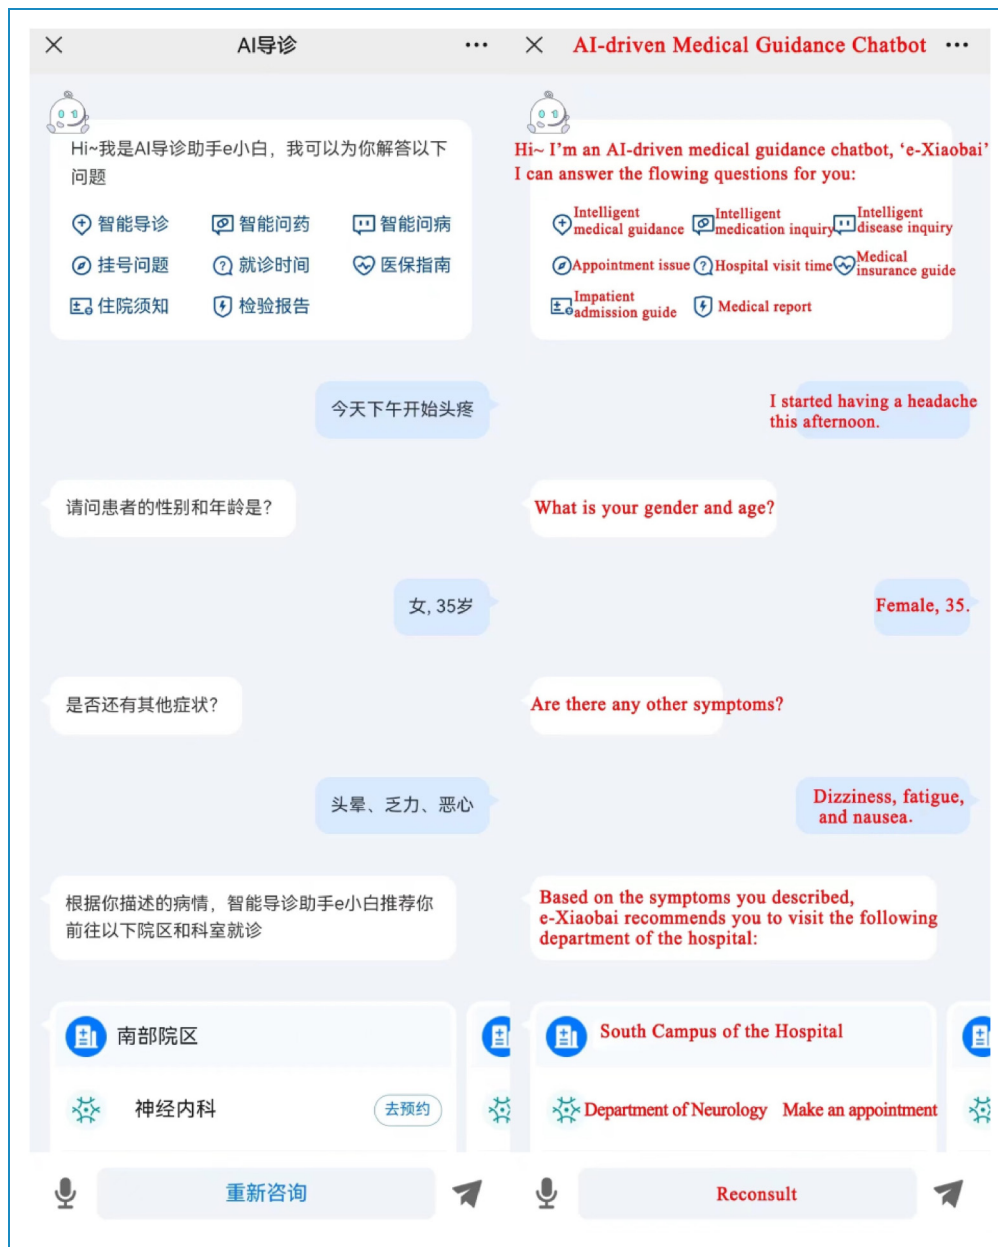 AI导诊
Hi~我是AI导诊助手e小白，我可以为你解答以下
问题
智能导诊 智能问药 智能问病
挂号问题 就诊时间 医保指南
住院须知 检验报告
今天下午开始头疼
请问患者的性别和年龄是？
女, 35岁
是否还有其他症状？
头晕、乏力、恶心
根据你描述的病情，智能导诊助手e小白推荐你
前往以下院区和科室就诊
南部院区
神经内科 去预约
重新咨询
AI-driven Medical Guidance Chatbot
Hi~ I'm an AI-driven medical guidance chatbot, 'e-Xiaobai'
I can answer the flowing questions for you:
Intelligent
medical guidance
Intelligent
medication inquiry
Intelligent
disease inquiry
Appointment issue
Hospital visit time
Medical
insurance guide
Impatient
admission guide
Medical report
I started having a headache
this afternoon.
What is your gender and age?
Female, 35.
Are there any other symptoms?
Dizziness, fatigue,
and nausea.
Based on the symptoms you described,
e-Xiaobai recommends you to visit the following
department of the hospital:
South Campus of the Hospital
Department of Neurology Make an appointment
Reconsult